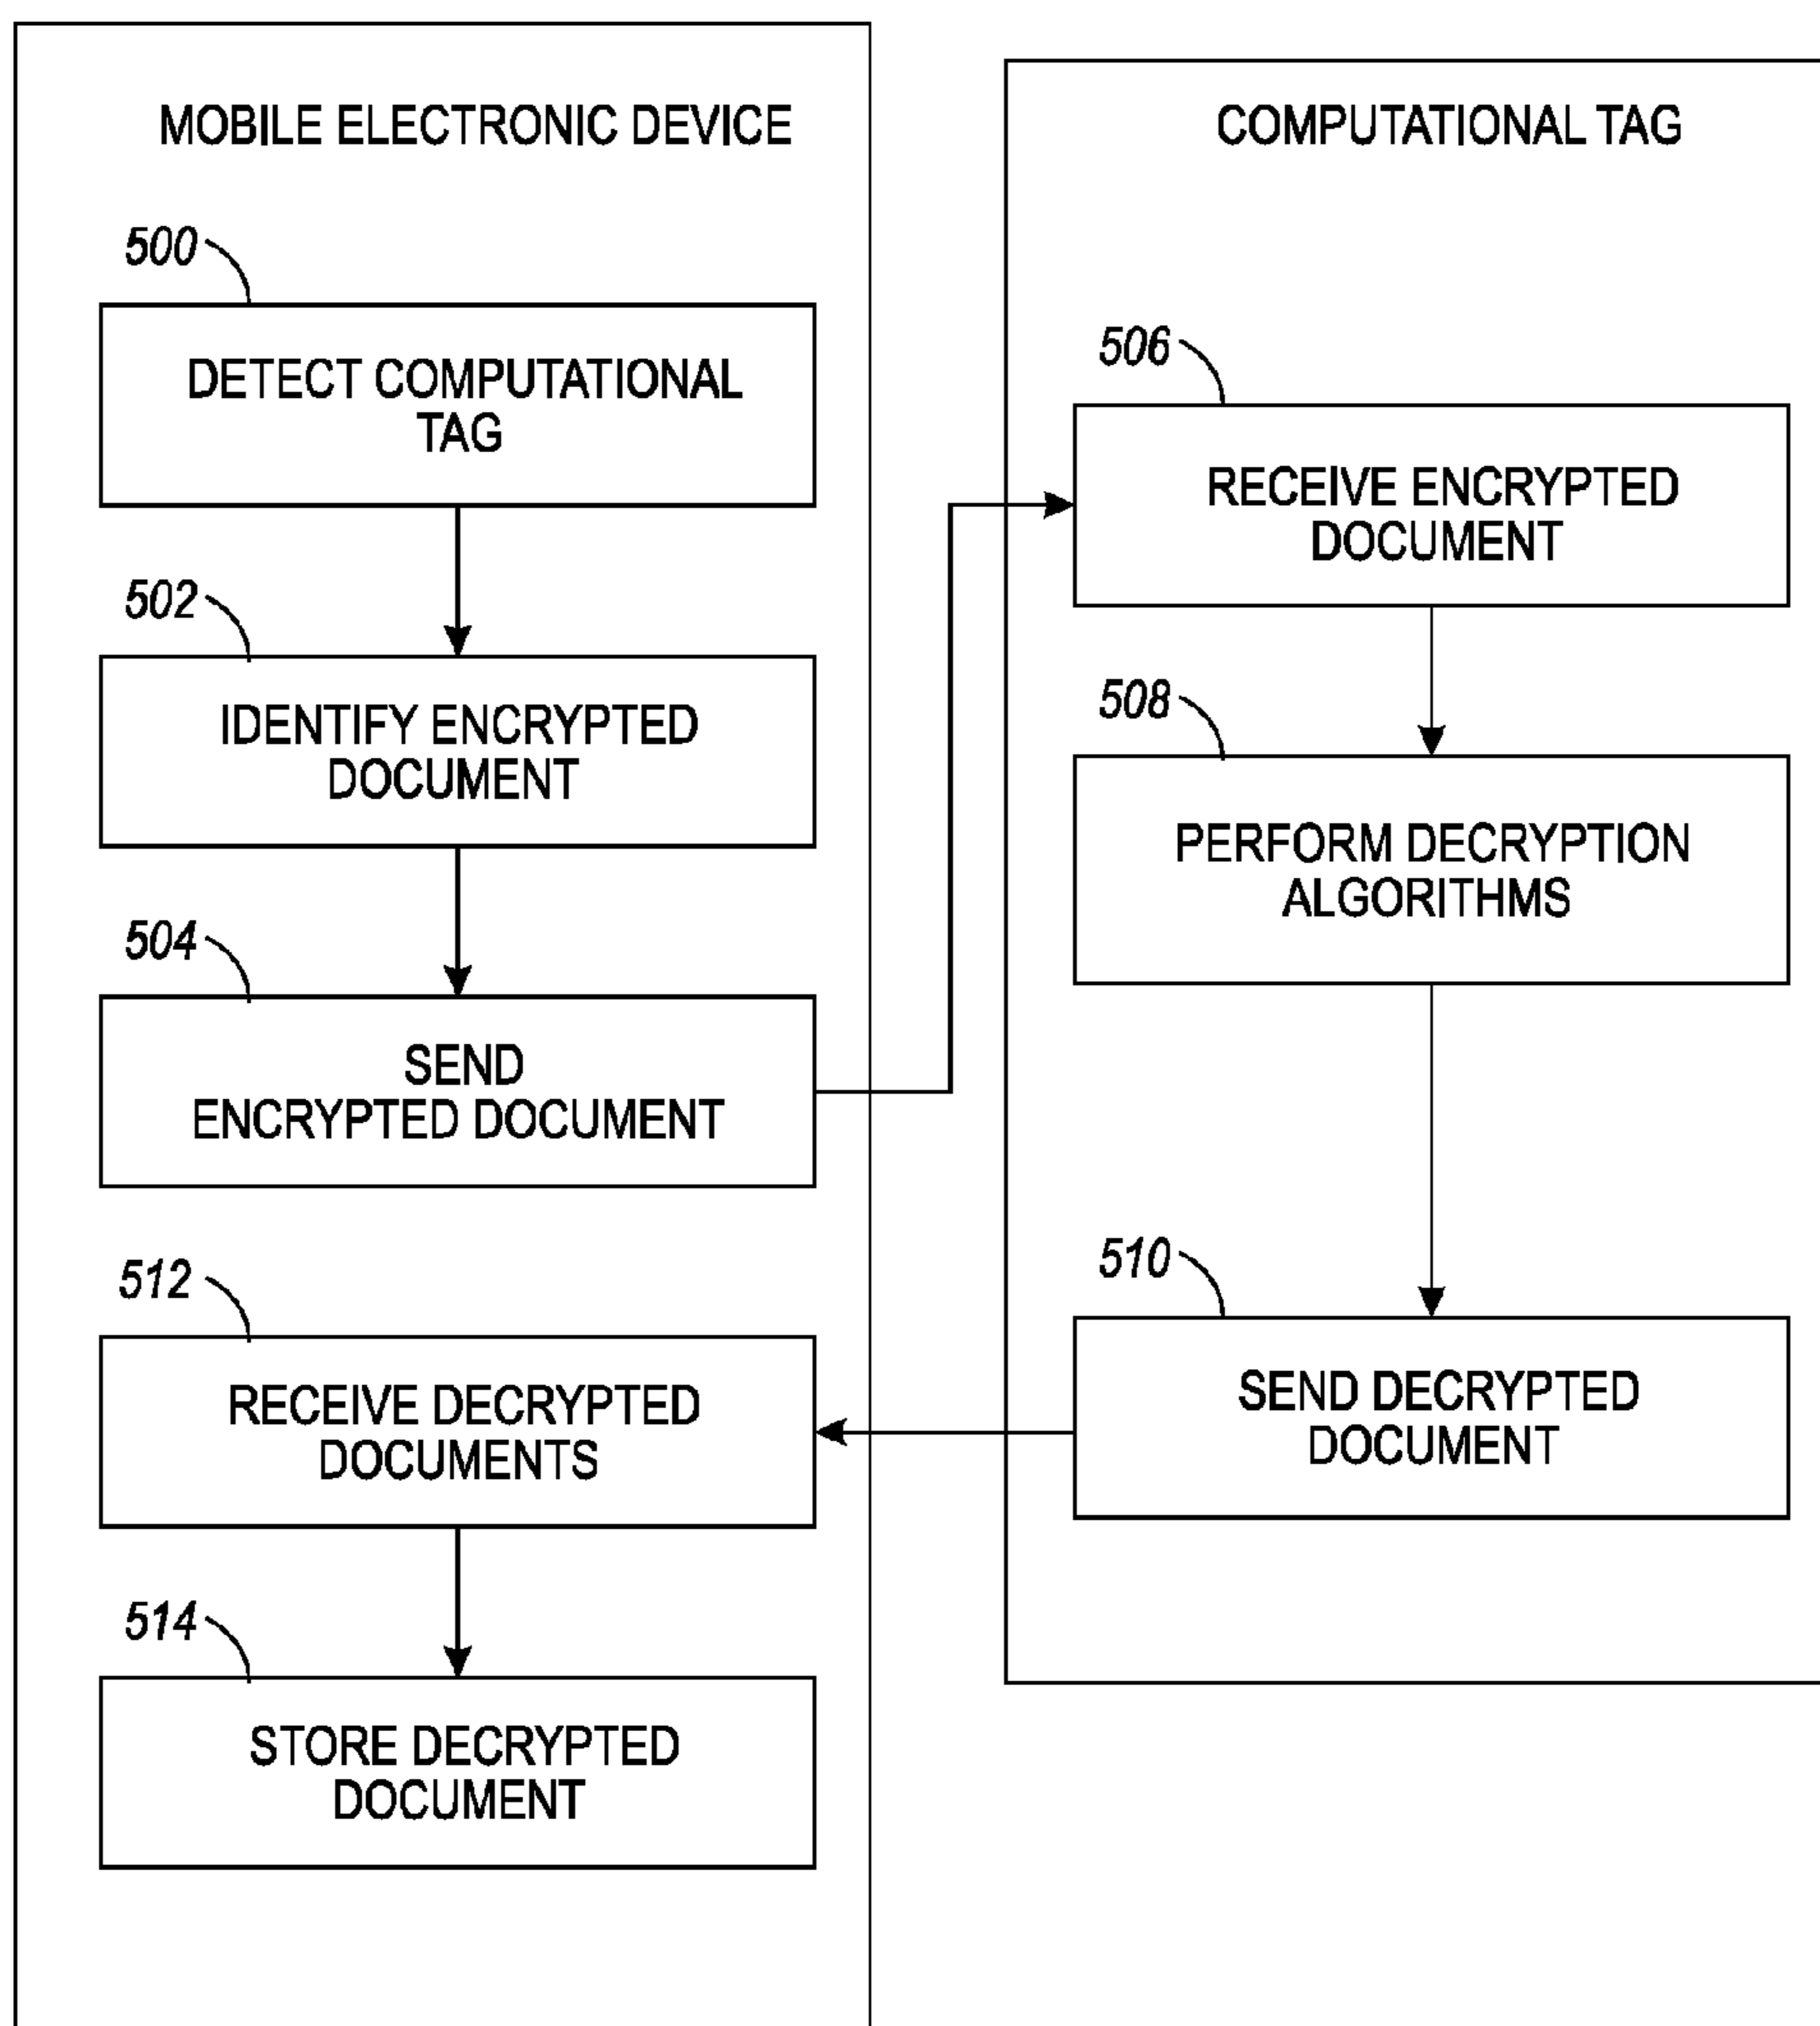 MOBILE ELECTRONIC DEVICE
500
DETECT COMPUTATIONAL
TAG
502
IDENTIFY ENCRYPTED
DOCUMENT
504
SEND
ENCRYPTED DOCUMENT
512
RECEIVE DECRYPTED
DOCUMENTS
514
STORE DECRYPTED
DOCUMENT
COMPUTATIONAL TAG
506
RECEIVE ENCRYPTED
DOCUMENT
508
PERFORM DECRYPTION
ALGORITHMS
510
SEND DECRYPTED
DOCUMENT